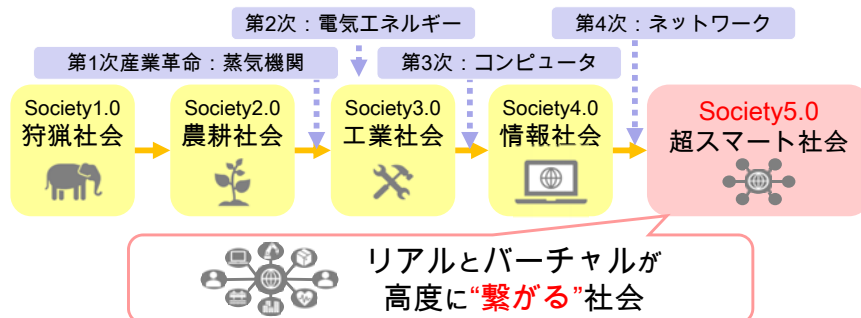 第2次：電気エネルギー
第4次：ネットワーク
第1次産業革命：蒸気機関
第3次：コンピュータ
Society1.0
狩猟社会
Society2.0
農耕社会
Society3.0
工業社会
Society4.0
情報社会
Society5.0
超スマート社会
リアルとバーチャルが
高度に“繋がる”社会